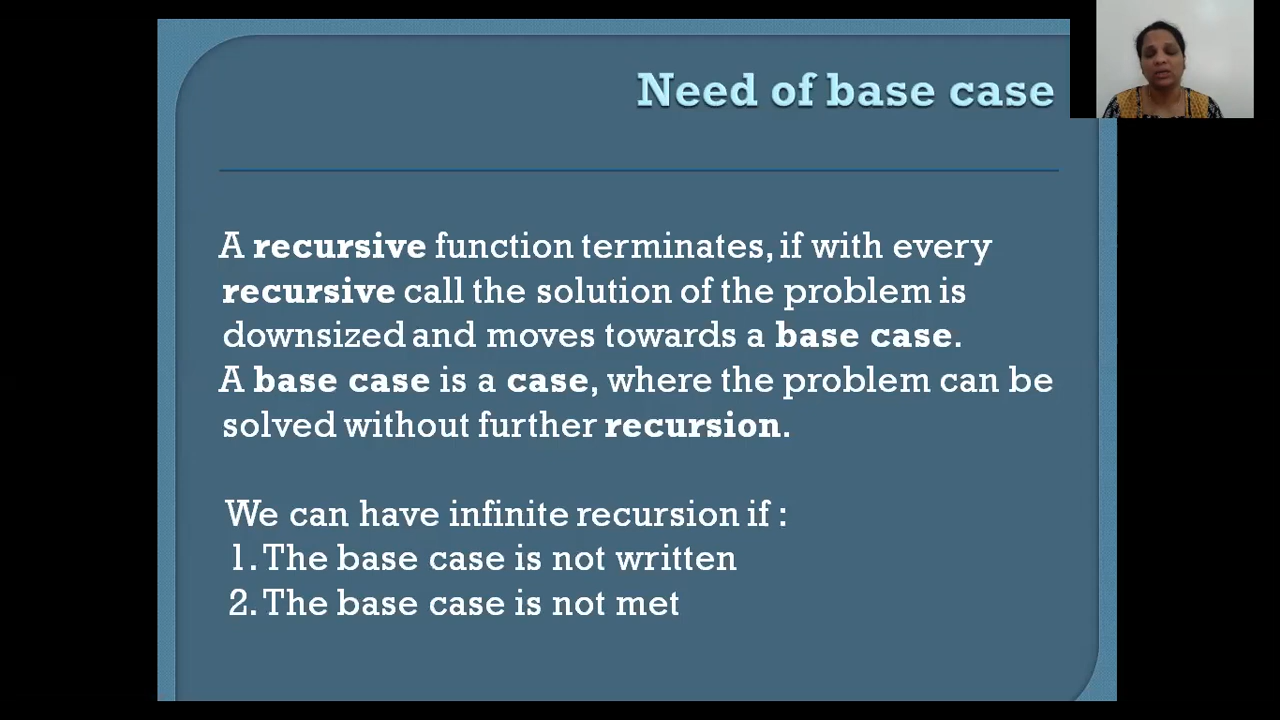 Need of base case
A recursive function terminates, if with every
recursive call the solution of the problem is
downsized and moves towards a base case.
A base case is a case, where the problem can be
solved without further recursion.
We can have infinite recursion if :
1. The base case is not written
2. The base case is not met